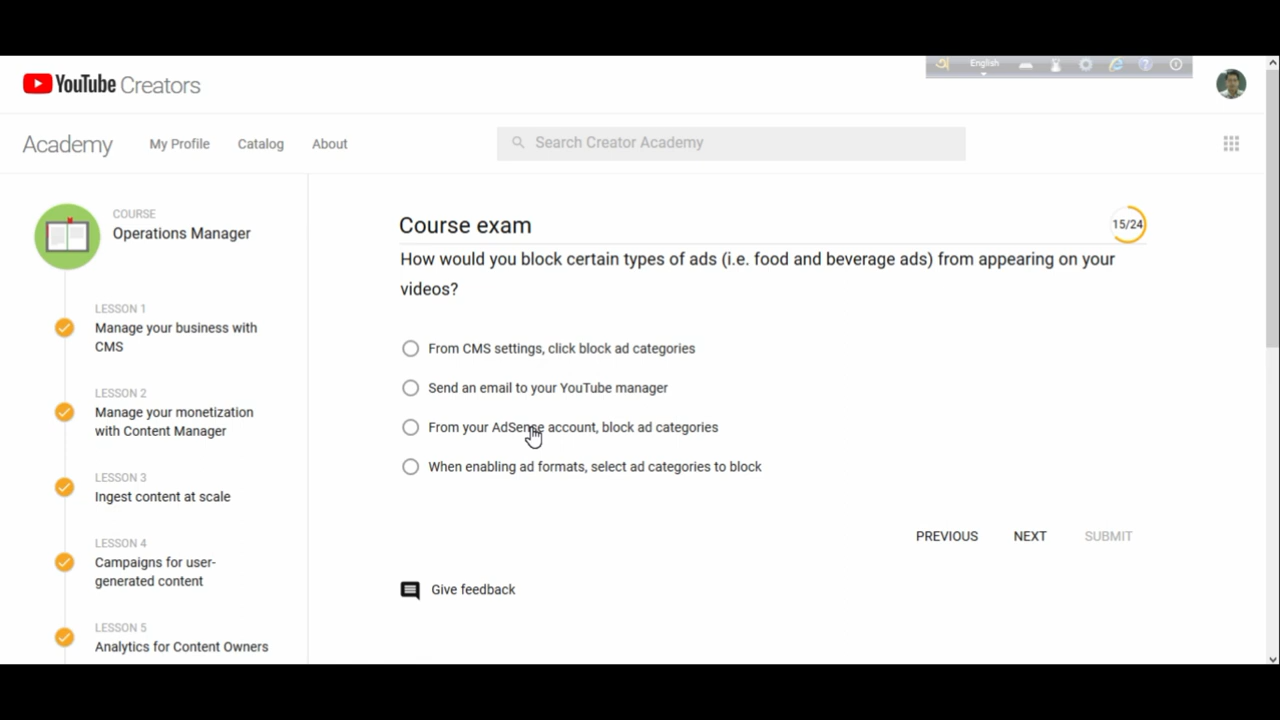 English
YouTube Creators
Academy
My Profile
Catalog
About
Search Creator Academy
COURSE
Operations Manager
LESSON 1
Manage your business with
CMS
LESSON 2
Manage your monetization
with Content Manager
LESSON 3
Ingest content at scale
LESSON 4
Campaigns for user-
generated content
LESSON 5
Analytics for Content Owners
Course exam
15/24
How would you block certain types of ads (i.e. food and beverage ads) from appearing on your
videos?
From CMS settings, click block ad categories
Send an email to your YouTube manager
From your AdSense account, block ad categories
When enabling ad formats, select ad categories to block
PREVIOUS
NEXT
SUBMIT
Give feedback